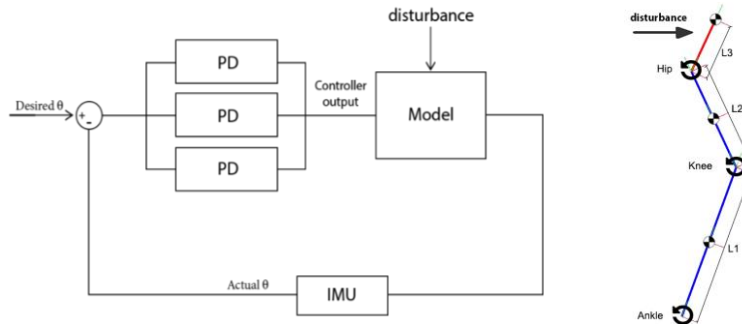 disturbance
PD
Controller
output
Desired θ
+
-
PD
Model
PD
Actual θ
IMU
disturbance
L3
Hip
L2
Knee
L1
Ankle